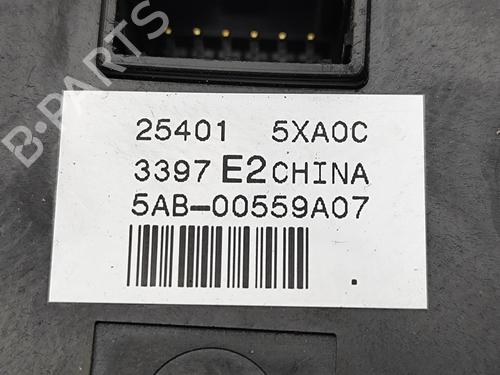 B-PARTS
25401 5XA0C
3397 E2 CHINA
5AB-00559A07
.